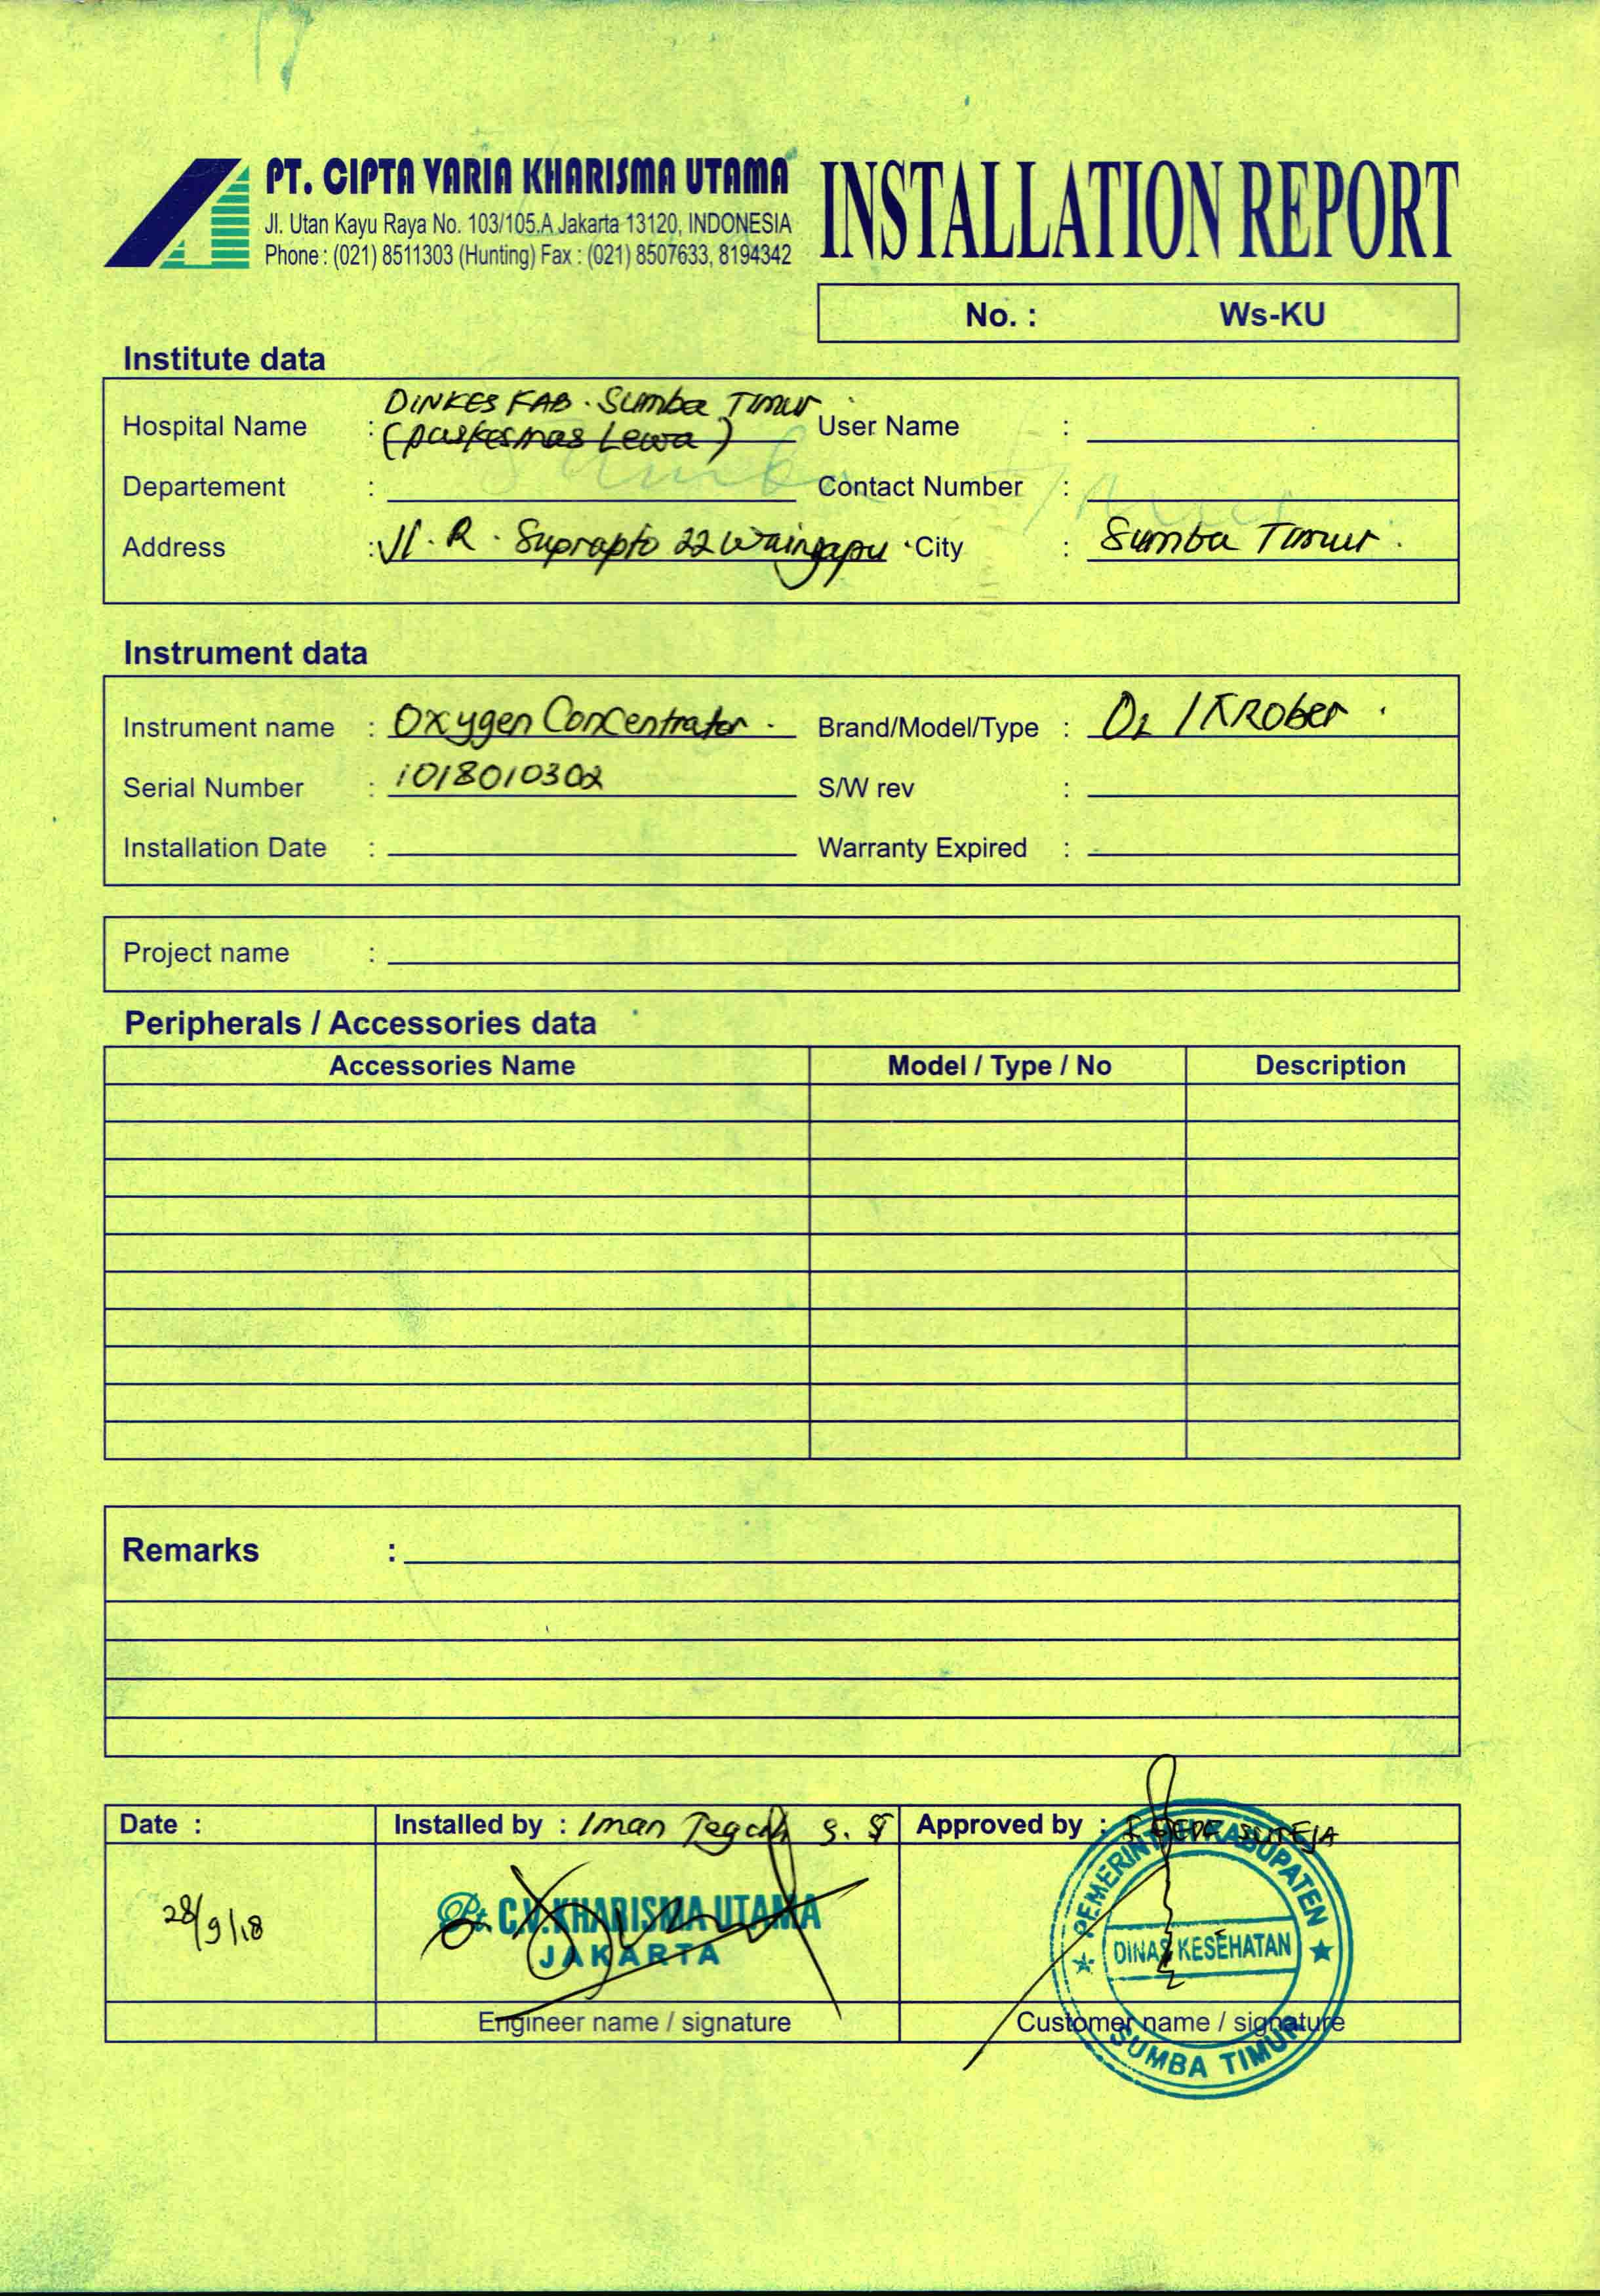 PT. CIPTA VARIA KHARISMA UTAMA
Jl. Utan Kayu Raya No. 103/105.A Jakarta 13120, INDONESIA
Phone : (021) 8511303 (Hunting) Fax : (021) 8507633, 8194342
INSTALLATION REPORT
No. : Ws-KU
Institute data
Hospital Name : DINKES KAB. Sumba Timur
(puskesmas Lewa)
User Name :
Departement :
Contact Number :
Address : Jl. R. Suprapto 22 Waingapu.
City : Sumba Timur.
Instrument data
Instrument name : Oxygen Concentrator.
Brand/Model/Type : O2 / KRober.
Serial Number : 1018010302
S/W rev :
Installation Date :
Warranty Expired :
Project name :
Peripherals / Accessories data
Accessories Name Model / Type / No Description
Remarks :
Date : Installed by : Iman Teguh S. Approved by : I GEDE SUTEJA
28/9/18
Pt. C.V. KHARISMA UTAMA
JAKARTA
PEMERINTAH KABUPATEN
DINAS KESEHATAN
SUMBA TIMUR
Engineer name / signature Customer name / signature